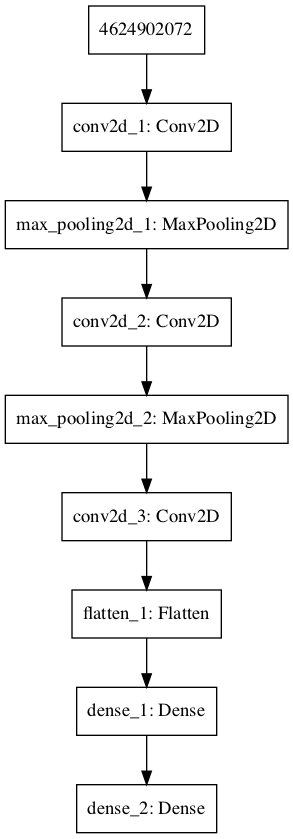 4624902072
conv2d_1: Conv2D
max_pooling2d_1: MaxPooling2D
conv2d_2: Conv2D
max_pooling2d_2: MaxPooling2D
conv2d_3: Conv2D
flatten_1: Flatten
dense_1: Dense
dense_2: Dense